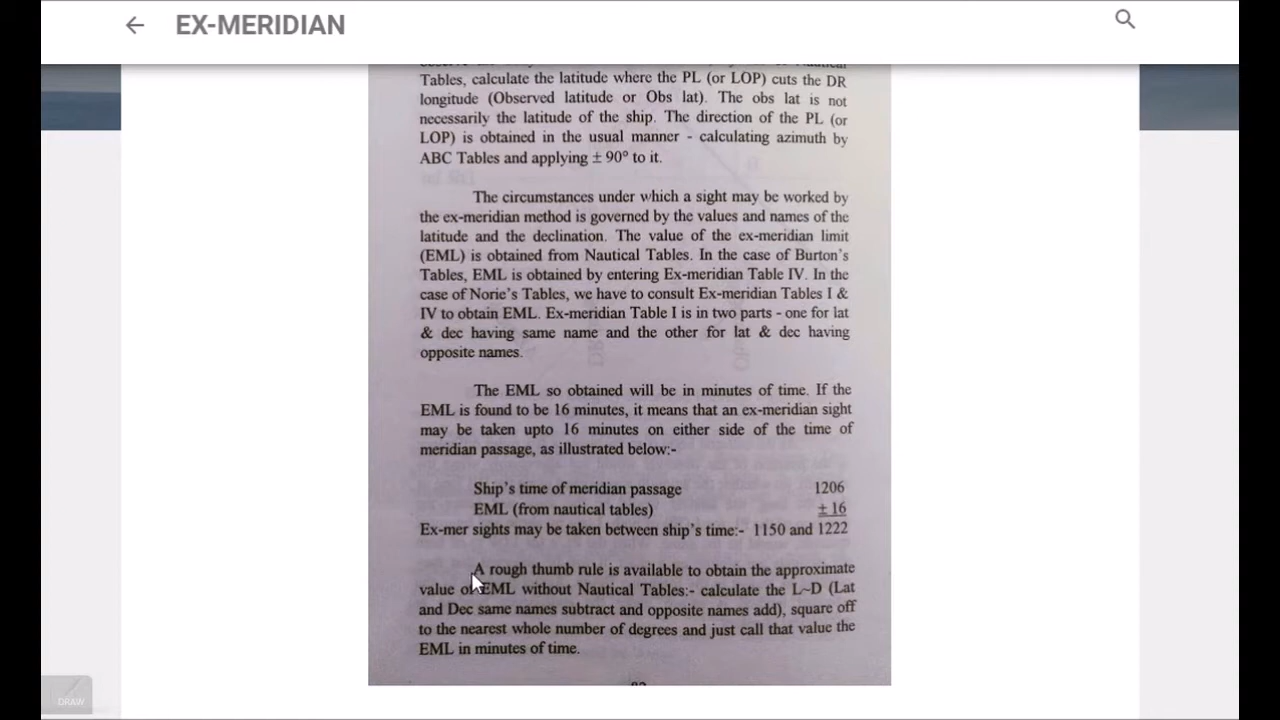 EX-MERIDIAN
Tables, calculate the latitude where the PL (or LOP) cuts the DR
longitude (Observed latitude or Obs lat). The obs lat is not
necessarily the latitude of the ship. The direction of the PL (or
LOP) is obtained in the usual manner - calculating azimuth by
ABC Tables and applying ± 90° to it.
The circumstances under which a sight may be worked by
the ex-meridian method is governed by the values and names of the
latitude and the declination. The value of the ex-meridian limit
(EML) is obtained from Nautical Tables. In the case of Burton's
Tables, EML is obtained by entering Ex-meridian Table IV. In the
case of Norie's Tables, we have to consult Ex-meridian Tables I &
IV to obtain EML. Ex-meridian Table I is in two parts - one for lat
& dec having same name and the other for lat & dec having
opposite names.
The EML so obtained will be in minutes of time. If the
EML is found to be 16 minutes, it means that an ex-meridian sight
may be taken upto 16 minutes on either side of the time of
meridian passage, as illustrated below:-
Ship's time of meridian passage 1206
EML (from nautical tables) ± 16
Ex-mer sights may be taken between ship's time:- 1150 and 1222
A rough thumb rule is available to obtain the approximate
value of EML without Nautical Tables:- calculate the L~D (Lat
and Dec same names subtract and opposite names add), square off
to the nearest whole number of degrees and just call that value the
EML in minutes of time.
DRAW